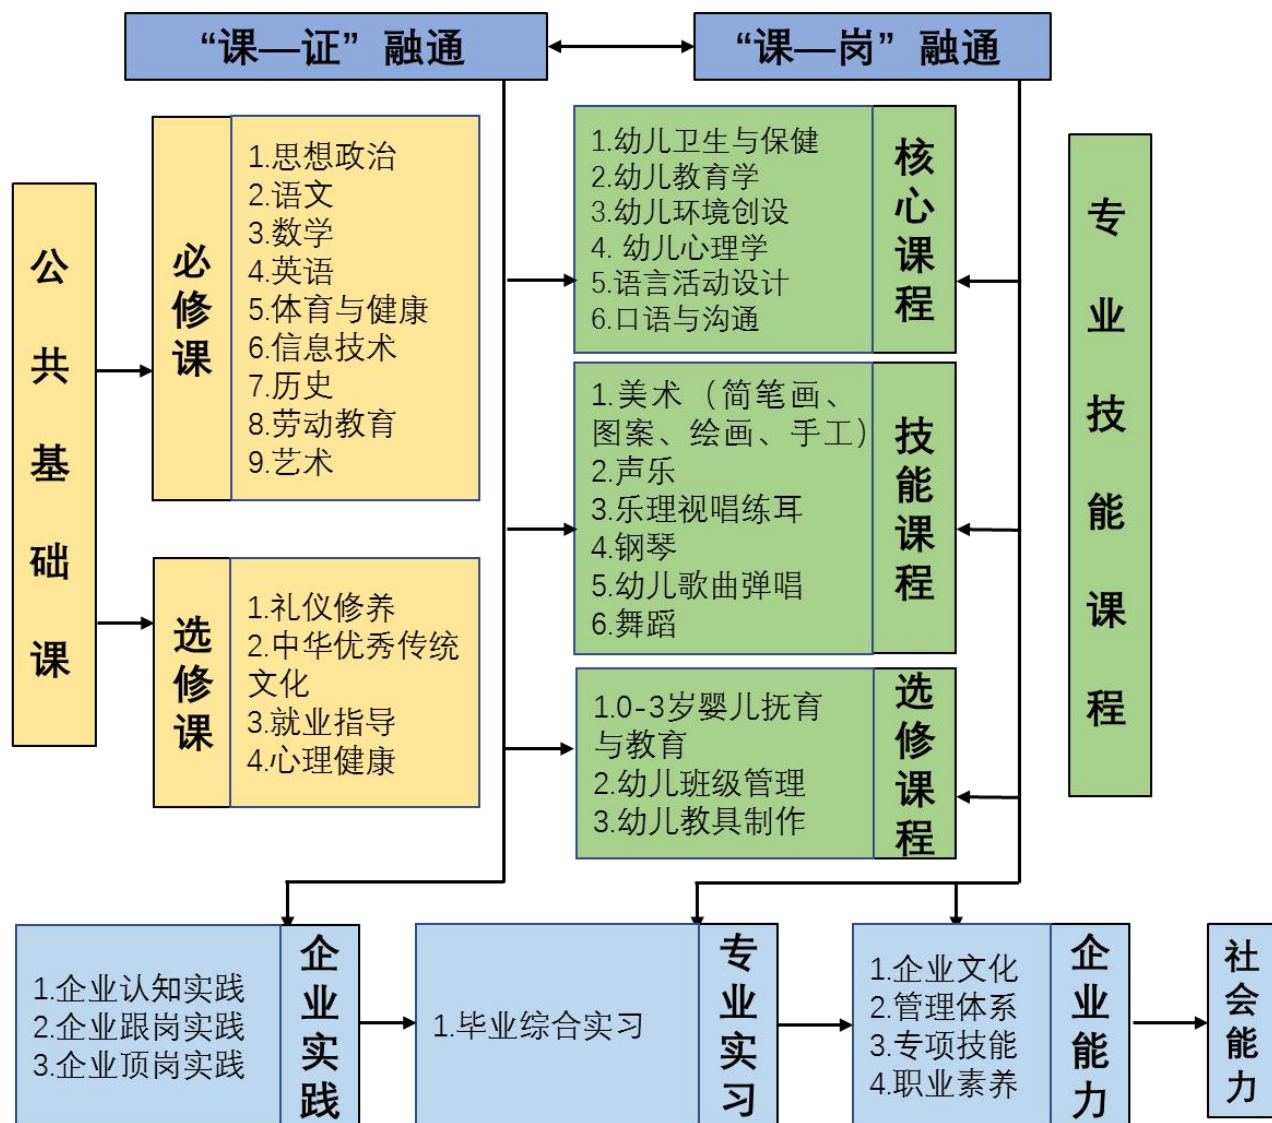 “课—证”融通
“课—岗”融通
公共基础课
必修课
1.思想政治
2.语文
3.数学
4.英语
5.体育与健康
6.信息技术
7.历史
8.劳动教育
9.艺术
选修课
1.礼仪修养
2.中华优秀传统
文化
3.就业指导
4.心理健康
1.幼儿卫生与保健
2.幼儿教育学
3.幼儿环境创设
4. 幼儿心理学
5.语言活动设计
6.口语与沟通
核心课程
1.美术（简笔画、
图案、绘画、手工）
2.声乐
3.乐理视唱练耳
4.钢琴
5.幼儿歌曲弹唱
6.舞蹈
技能课程
1.0-3岁婴儿抚育
与教育
2.幼儿班级管理
3.幼儿教具制作
选修课程
专业技能课程
1.企业认知实践
2.企业跟岗实践
3.企业顶岗实践
企业实践
1.毕业综合实习
专业实习
1.企业文化
2.管理体系
3.专项技能
4.职业素养
企业能力
社会能力